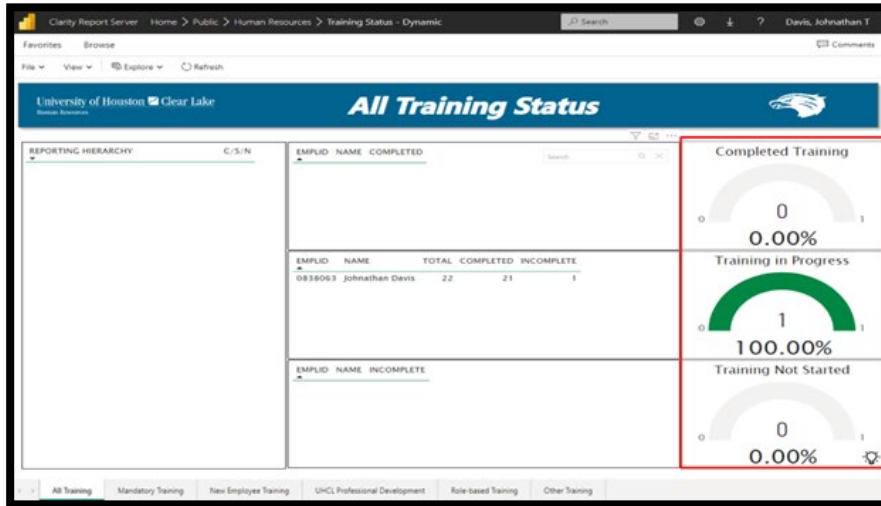 Clarity Report Server Home > Public > Human Resources > Training Status - Dynamic Search ? Davis, Johnathan T
Favorites Browse Comments
File View Explore Refresh
University of Houston Clear Lake
Human Resources
All Training Status
REPORTING HIERARCHY C/S/N
EMPLID NAME COMPLETED
Search
Completed Training
0
0 1
0.00%
EMPLID NAME TOTAL COMPLETED INCOMPLETE
0838063 Johnathan Davis 22 21 1
Training in Progress
1
0 1
100.00%
EMPLID NAME INCOMPLETE
Training Not Started
0
0 1
0.00%
All Training Mandatory Training New Employee Training UHCL Professional Development Role-based Training Other Training